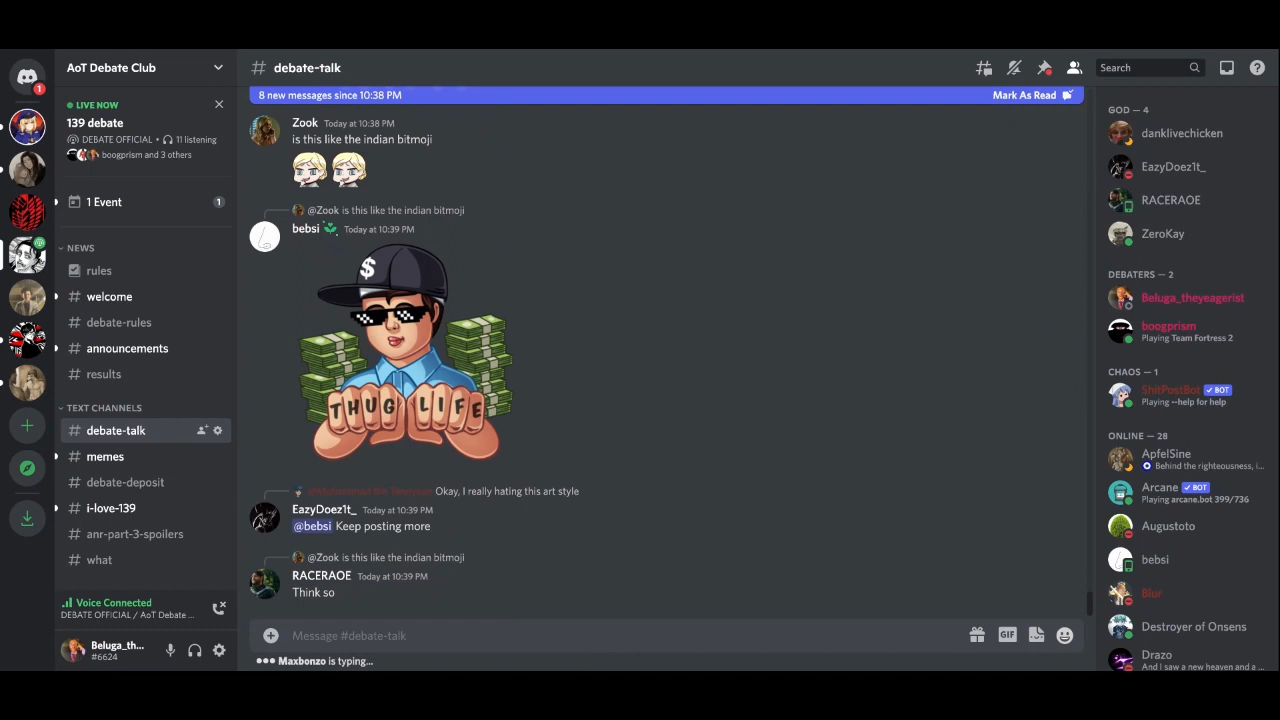 AoT Debate Club
LIVE NOW
139 debate
DEBATE OFFICIAL • 11 listening
boogprism and 3 others
1 Event
1
NEWS
rules
welcome
debate-rules
announcements
results
TEXT CHANNELS
debate-talk
memes
debate-deposit
i-love-139
anr-part-3-spoilers
what
Voice Connected
DEBATE OFFICIAL / AoT Debate ...
Beluga_th...
#6624
1
# debate-talk
Search
8 new messages since 10:38 PM
Mark As Read
Zook Today at 10:38 PM
is this like the indian bitmoji
@Zook is this like the indian bitmoji
bebsi Today at 10:39 PM
$
THUG LIFE
Okay, I really hating this art style
EazyDoez1t_ Today at 10:39 PM
@bebsi Keep posting more
@Zook is this like the indian bitmoji
RACERAOE Today at 10:39 PM
Think so
Message #debate-talk
GIF
Maxbonzo is typing...
GOD — 4
danklivechicken
EazyDoez1t_
RACERAOE
ZeroKay
DEBATERS — 2
Beluga_theyeagerist
boogprism
Playing Team Fortress 2
CHAOS — 1
ShitPostBot BOT
Playing --help for help
ONLINE — 28
ApfelSine
Behind the righteousness, i...
Arcane BOT
Playing arcane.bot 399/736
Augustoto
bebsi
Blur
Destroyer of Onsens
Drazo
And I saw a new heaven and a ...